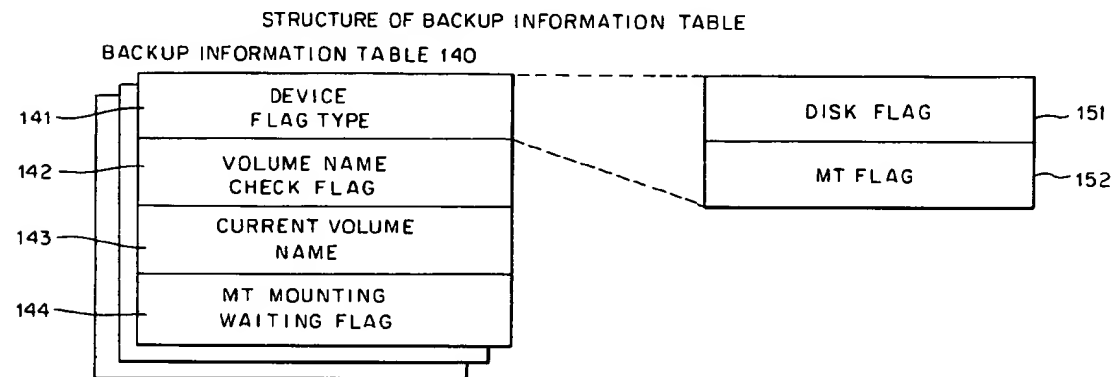 STRUCTURE OF BACKUP INFORMATION TABLE
BACKUP INFORMATION TABLE 140
141
DEVICE
FLAG TYPE
142
VOLUME NAME
CHECK FLAG
143
CURRENT VOLUME
NAME
144
MT MOUNTING
WAITING FLAG
DISK FLAG
151
MT FLAG
152